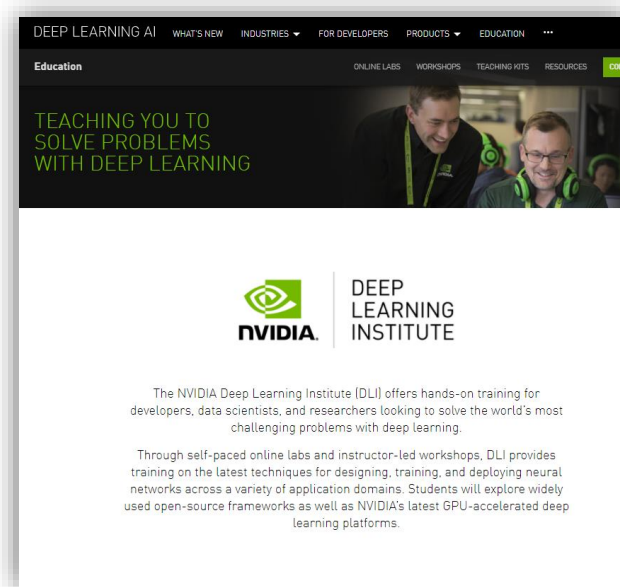 DEEP LEARNING AI WHAT'S NEW INDUSTRIES FOR DEVELOPERS PRODUCTS EDUCATION •••
Education ONLINE LABS WORKSHOPS TEACHING KITS RESOURCES
TEACHING YOU TO
SOLVE PROBLEMS
WITH DEEP LEARNING
NVIDIA.
DEEP
LEARNING
INSTITUTE
The NVIDIA Deep Learning Institute (DLI) offers hands-on training for
developers, data scientists, and researchers looking to solve the world's most
challenging problems with deep learning.
Through self-paced online labs and instructor-led workshops, DLI provides
training on the latest techniques for designing, training, and deploying neural
networks across a variety of application domains. Students will explore widely
used open-source frameworks as well as NVIDIA's latest GPU-accelerated deep
learning platforms.